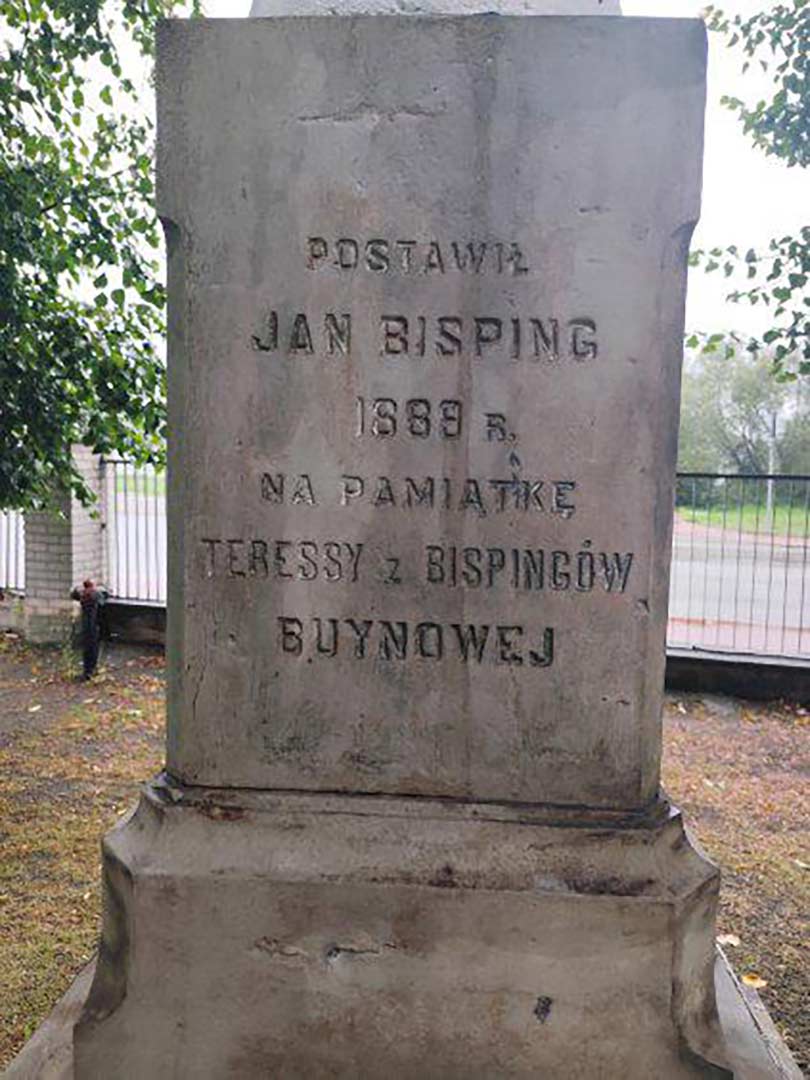 POSTAWIŁ
JAN BISPING
1889 R.
NA PAMIĄTKĘ
TERESSY z BISPINGÓW
BUYNOWEJ